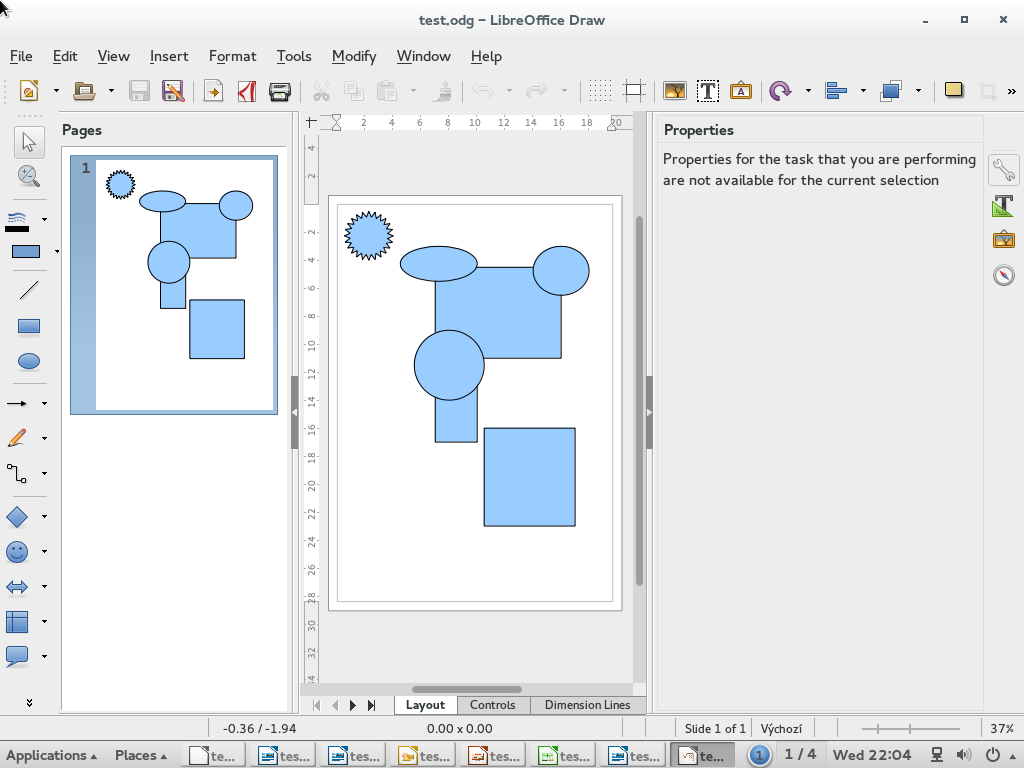 test.odg – LibreOffice Draw
File Edit View Insert Format Tools Modify Window Help
Pages
1
2 4 6 8 10 12 14 16 18 20
4
2
2
4
6
8
10
12
14
16
18
20
22
24
26
28
30
32
34
Properties
Properties for the task that you are performing
are not available for the current selection
Layout Controls Dimension Lines
-0.36 / -1.94 0.00 x 0.00 Slide 1 of 1 Výchozí 37%
Applications Places te... tes... tes... tes... tes... tes... tes... te... 1 1 / 4 Wed 22:04